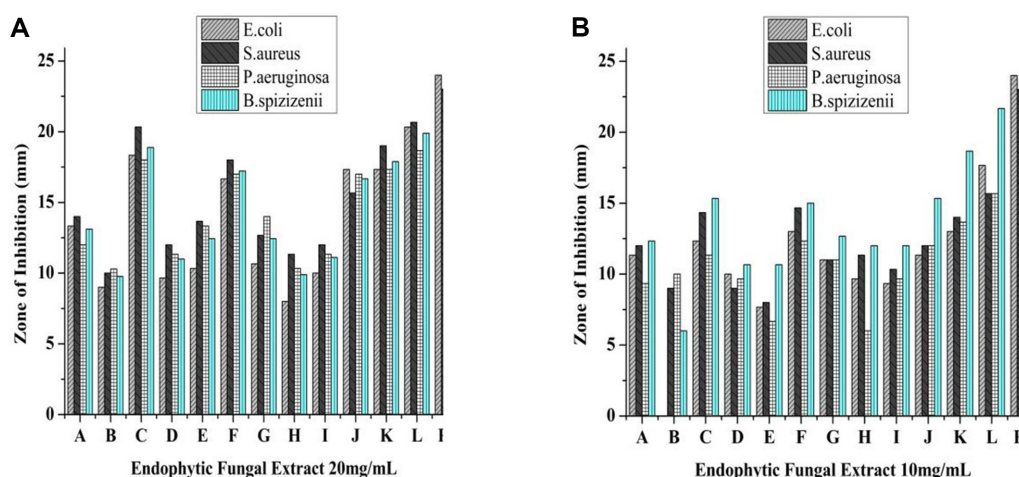 A
E.coli
S.aureus
P.aeruginosa
B.spizizenii
25
20
15
10
5
0
Zone of Inhibition (mm)
A B C D E F G H I J K L
Endophytic Fungal Extract 20mg/mL
B
E.coli
S.aureus
P.aeruginosa
B.spizizenii
25
20
15
10
5
0
Zone of Inhibition (mm)
A B C D E F G H I J K L
Endophytic Fungal Extract 10mg/mL